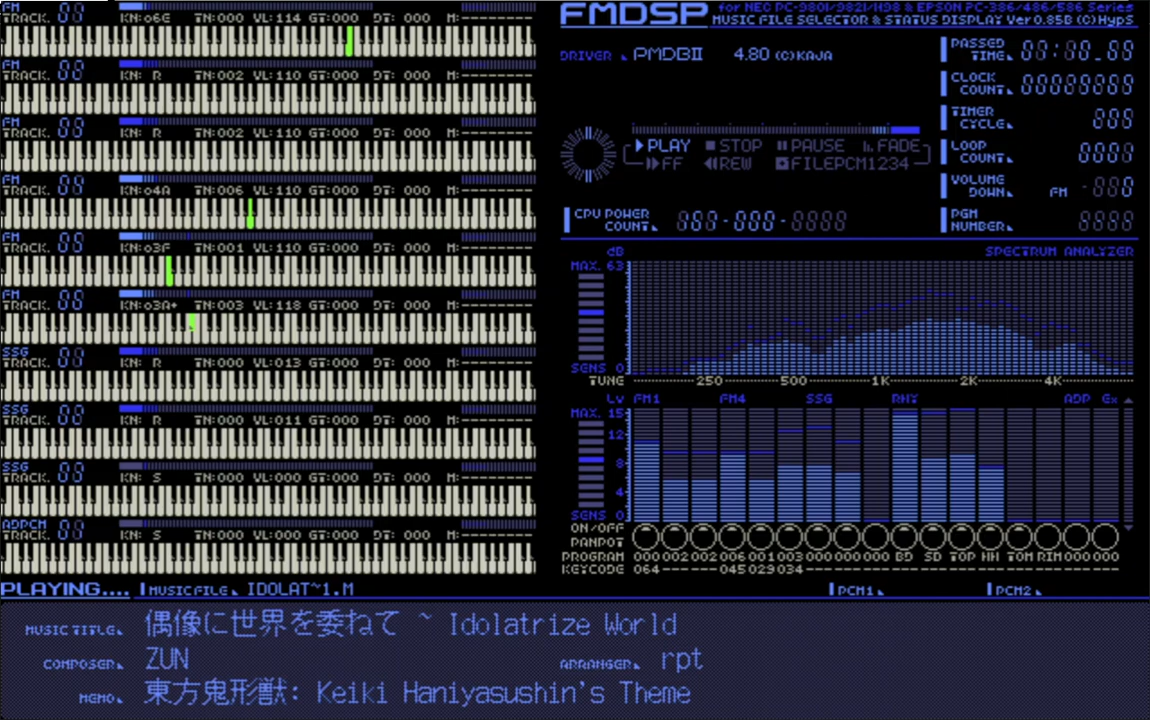 FM
TRACK. 00 KN:o6E TN:000 VL:114 GT:000 DT: 000 M:-------
FM
TRACK. 00 KN: R TN:002 VL:110 GT:000 DT: 000 M:-------
FM
TRACK. 00 KN: R TN:002 VL:110 GT:000 DT: 000 M:-------
FM
TRACK. 00 KN:o4A TN:006 VL:110 GT:000 DT: 000 M:-------
FM
TRACK. 00 KN:o3F TN:001 VL:110 GT:000 DT: 000 M:-------
FM
TRACK. 00 KN:o3A+ TN:003 VL:118 GT:000 DT: 000 M:-------
SSG
TRACK. 00 KN: R TN:000 VL:013 GT:000 DT: 000 M:-------
SSG
TRACK. 00 KN: R TN:000 VL:011 GT:000 DT: 000 M:-------
SSG
TRACK. 00 KN: S TN:000 VL:000 GT:000 DT: 000 M:-------
ADPCM
TRACK. 00 KN: S TN:000 VL:000 GT:000 DT: 000 M:-------
FMDSP for NEC PC-9801/9821/H98 & EPSON PC-386/486/586 Series
MUSIC FILE SELECTOR & STATUS DISPLAY Ver 0.85B (C)HypS
DRIVER PMDBII 4.80 (C)KAJA
PASSED TIME
CLOCK COUNT
TIMER CYCLE
LOOP COUNT
VOLUME DOWN FM
PGM NUMBER
PLAY STOP PAUSE FADE
FF REW FILE PCM1234
CPU POWER COUNT
SPECTRUM ANALYZER
dB
MAX. 63
SENS 0
TUNE 250 500 1K 2K 4K
Lv FM1 FM4 SSG RHY ADP Ex
MAX. 15
12
8
4
SENS 0
ON/OFF
PANPOT
PROGRAM 000 002 002 006 001 003 000 000 000 BD SD TOP HH TOM RIM 000 000
KEYCODE 064 --- --- 045 029 034 ---
PLAYING.... MUSICFILE IDOLAT~1.M PCM1 PCM2
MUSIC TITLE 偶像に世界を委ねて ~ Idolatrize World
COMPOSER ZUN ARRANGER rpt
MEMO 東方鬼形獣: Keiki Haniyasushin's Theme